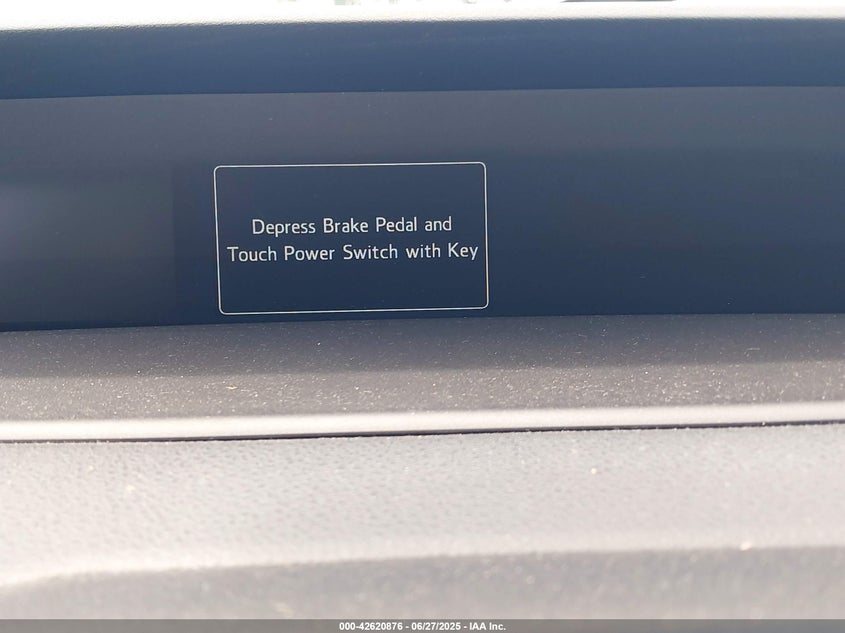 Depress Brake Pedal and
Touch Power Switch with Key
000-42620876 - 06/27/2025 - IAA Inc.